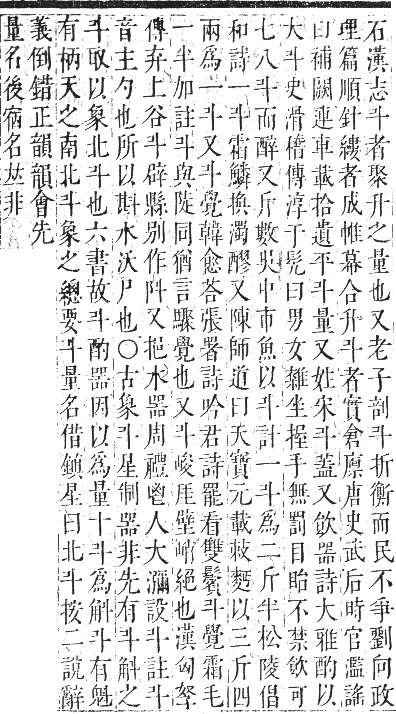 石漢志斗者聚升之量也又老子剖斗折衡而民不爭劉向政
理篇順針縷者成帷幕合升斗者實倉廩唐史武后時官濫謠
曰補闕連車載拾遺平斗量又姓宋斗蓋又飮器詩大雅酌以
大斗史滑稽傳淳于髡曰男女雜坐握手無罰目眙不禁飮可
七八斗而醉又斤數吳中市魚以斗計一斗爲二斤半松陵倡
和詩一斗霜鱗換濁醪又陳師道曰天寶元載敕麪以三斤四
兩爲一斗又斗覺韓愈荅張署詩吟君詩罷看雙鬢斗覺霜毛
一半加註斗與陡同猶言驟覺也又斗峻厓壁峭絕也漢匈奴
傳弃上谷斗辟縣別作阧又挹水器周禮鬯人大瀰設斗註斗
音主勺也所以斟水沃尸也○古象斗星制器非先有斗斛之
斗取以象北斗也六書故斗酌器因以爲量十斗爲斛斗有魁
有柄天之南北斗象之總要斗量名借鎭星曰北斗按二說辭
義倒錯正韻韻會先
量名後病名𠀤非